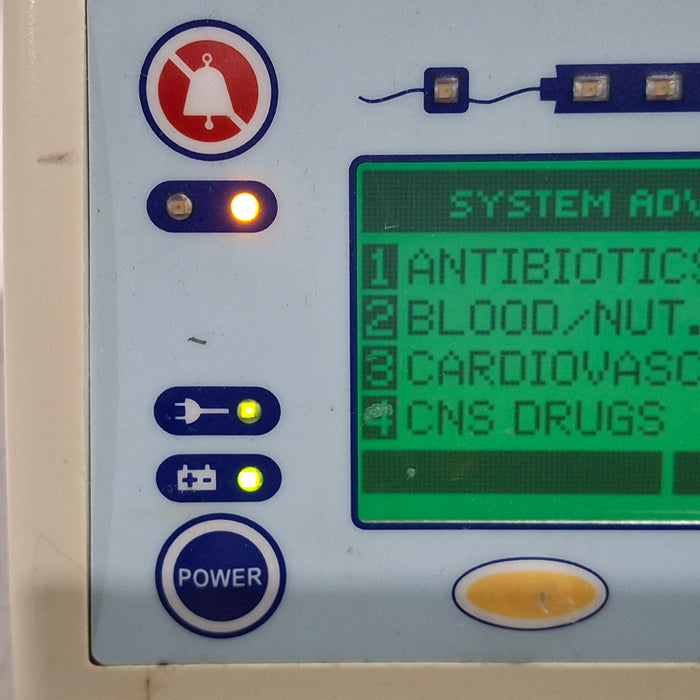 SYSTEM ADV
1 ANTIBIOTICS
2 BLOOD/NUT.
3 CARDIOVASC
4 CNS DRUGS
POWER